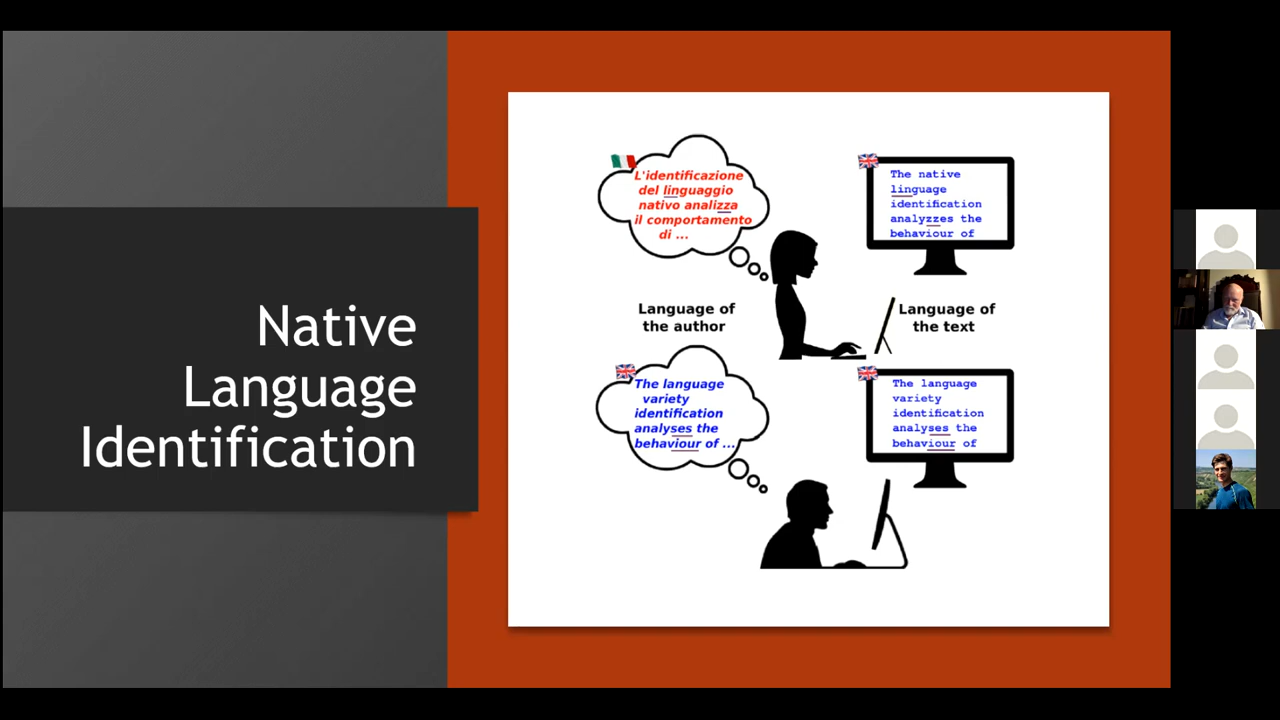 Native
Language
Identification
L'identificazione
del linguaggio
nativo analizza
il comportamento
di ...
The native
linguage
identification
analyzzes the
behaviour of
Language of
the author
Language of
the text
The language
variety
identification
analyses the
behaviour of ...
The language
variety
identification
analyses the
behaviour of